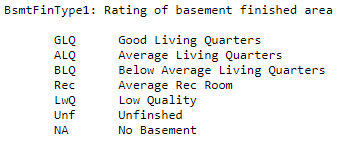 BsmtFinType1: Rating of basement finished area
GLQ Good Living Quarters
ALQ Average Living Quarters
BLQ Below Average Living Quarters
Rec Average Rec Room
LwQ Low Quality
Unf Unfinshed
NA No Basement